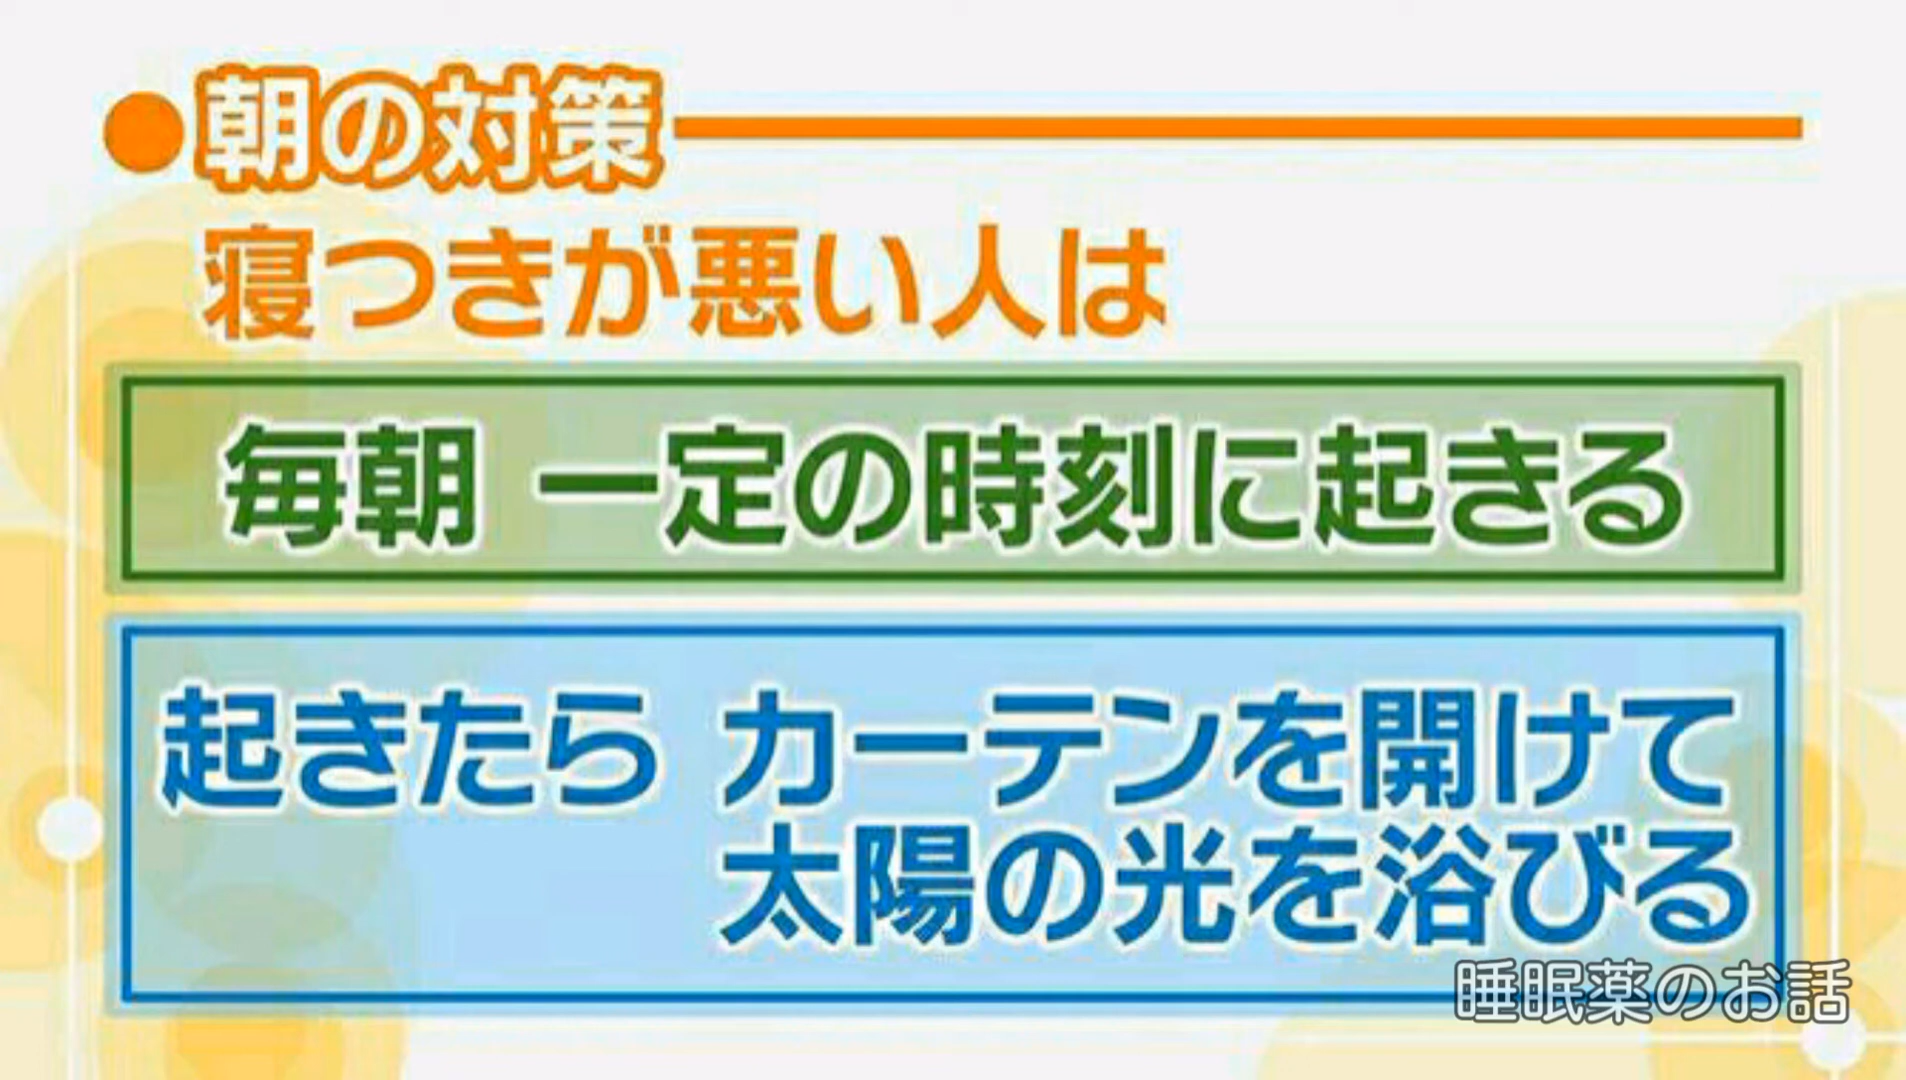 ●朝の対策
寝つきが悪い人は
毎朝 一定の時刻に起きる
起きたら カーテンを開けて
太陽の光を浴びる
睡眠薬のお話